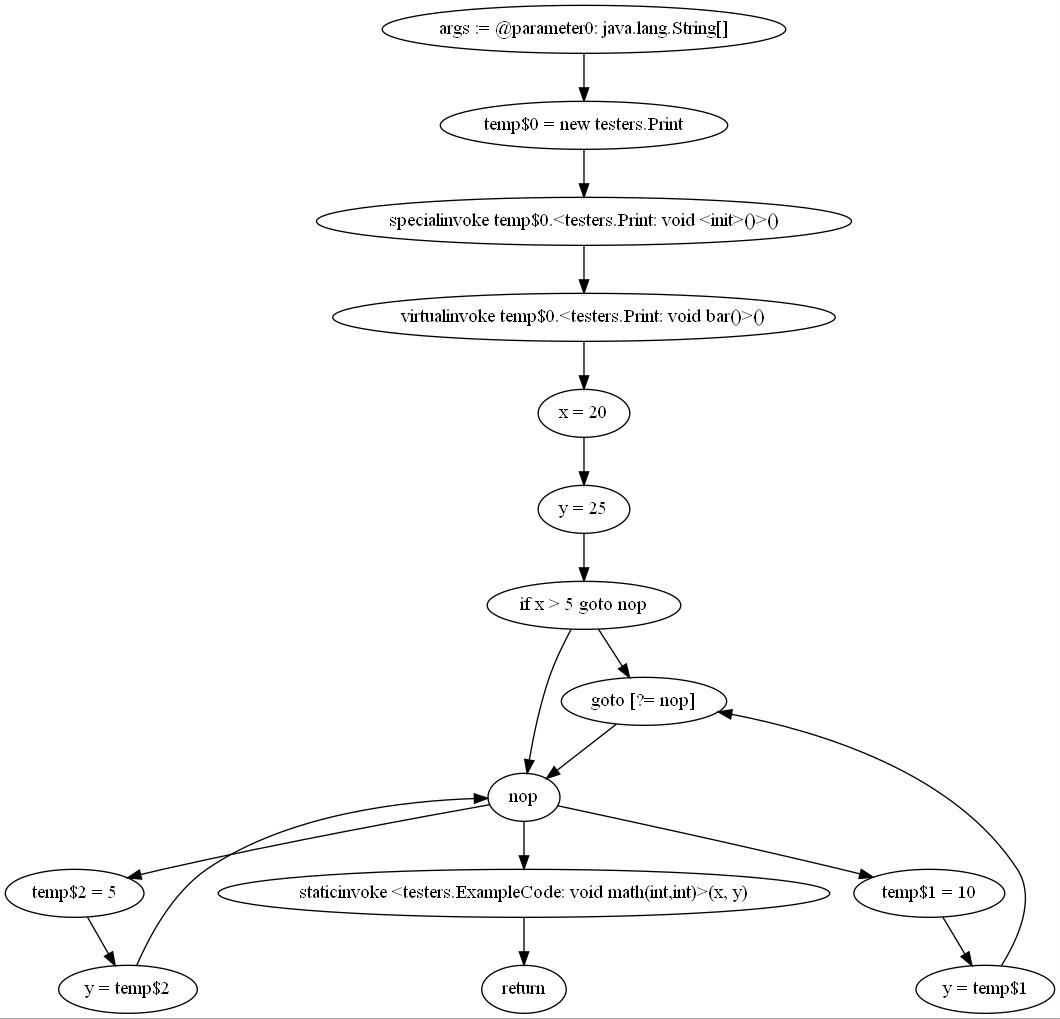 args := @parameter0: java.lang.String[]
temp$0 = new testers.Print
specialinvoke temp$0.<testers.Print: void <init>()>()
virtualinvoke temp$0.<testers.Print: void bar()>()
x = 20
y = 25
if x > 5 goto nop
goto [?= nop]
nop
temp$2 = 5
staticinvoke <testers.ExampleCode: void math(int,int)>(x, y)
temp$1 = 10
y = temp$2
return
y = temp$1